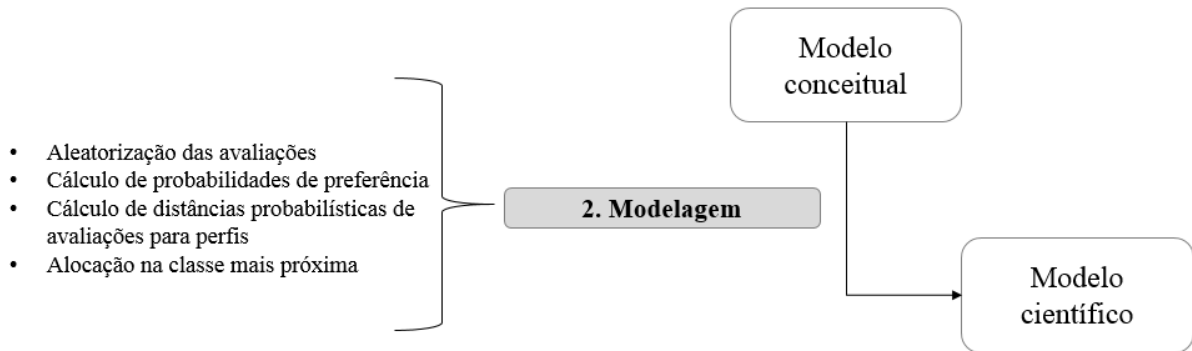 Modelo
conceitual
• Aleatorização das avaliações
• Cálculo de probabilidades de preferência
• Cálculo de distâncias probabilísticas de
avaliações para perfis
• Alocação na classe mais próxima
2. Modelagem
Modelo
científico